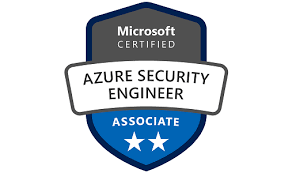 Microsoft
CERTIFIED
AZURE SECURITY
ENGINEER
ASSOCIATE